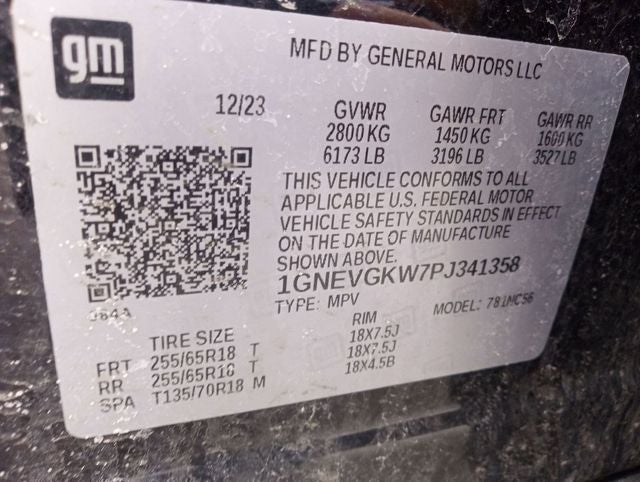 gm
MFD BY GENERAL MOTORS LLC
12/23
GVWR GAWR FRT GAWR RR
2800 KG 1450 KG 1600 KG
6173 LB 3196 LB 3527 LB
THIS VEHICLE CONFORMS TO ALL
APPLICABLE U.S. FEDERAL MOTOR
VEHICLE SAFETY STANDARDS IN EFFECT
ON THE DATE OF MANUFACTURE
SHOWN ABOVE.
1GNEVGKW7PJ341358
TYPE: MPV MODEL:
TIRE SIZE RIM
FRT 255/65R18 T 18X7.5J
RR 255/65R18 T 18X7.5J
SPA T135/70R18 M 18X4.5B